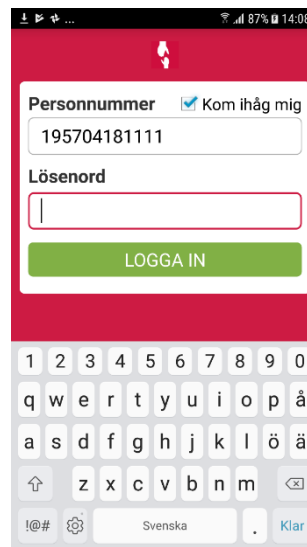 ... 87% 14:08
Personnummer Kom ihåg mig
195704181111
Lösenord
LOGGA IN
1 2 3 4 5 6 7 8 9 0
q w e r t y u i o p å
a s d f g h j k l ö ä
z x c v b n m
!@# Svenska . Klar